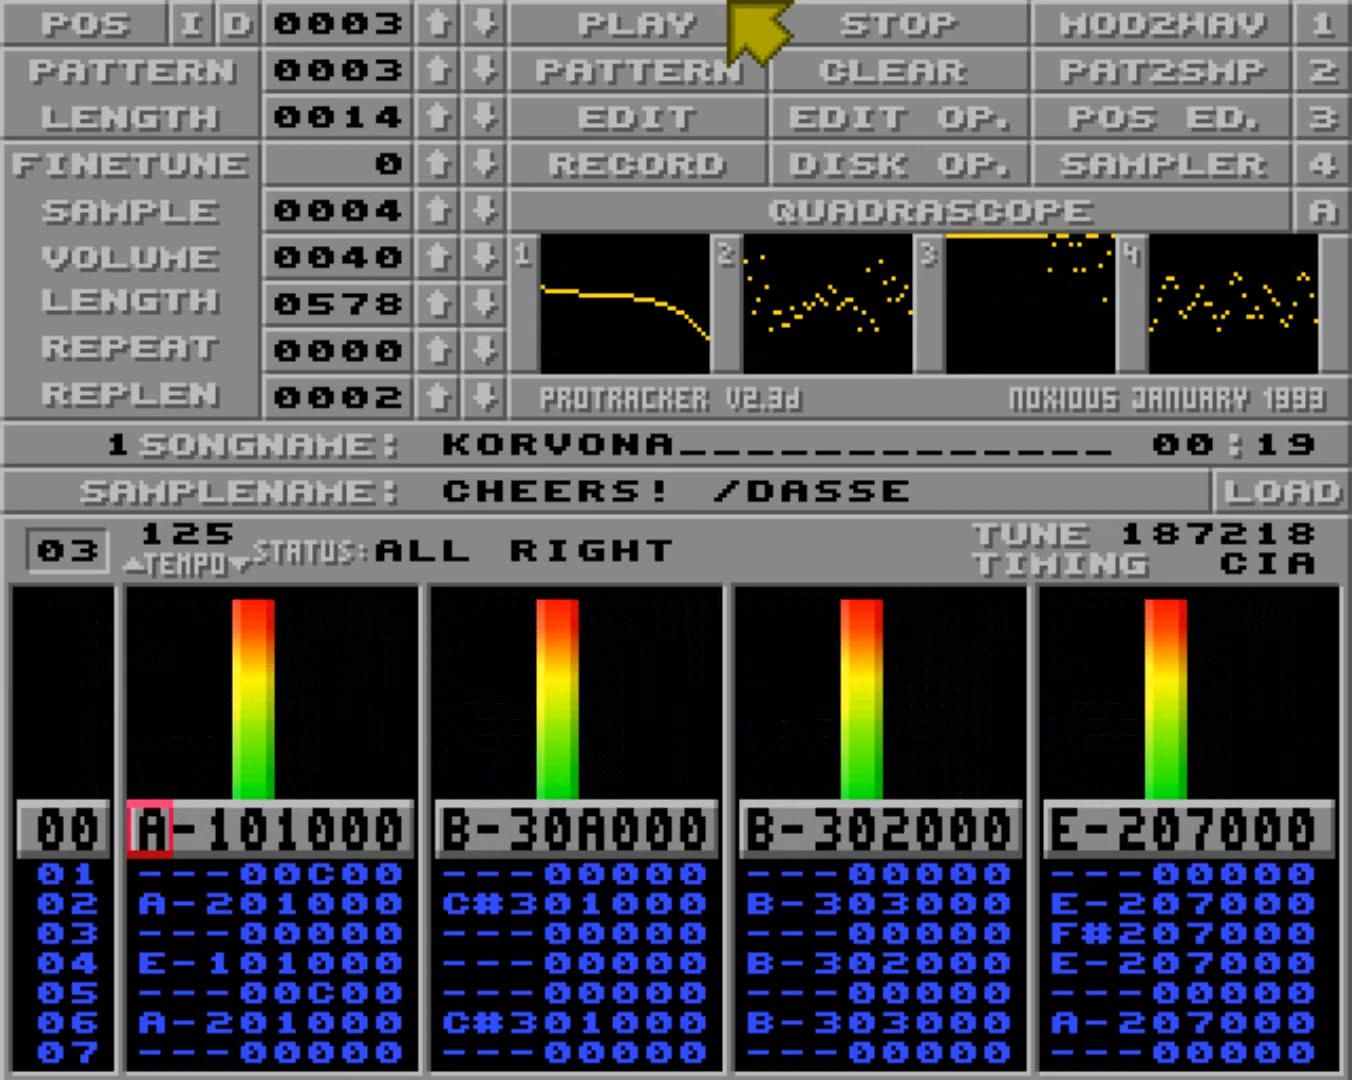 POS I D 0003 PLAY STOP MOD2WAV 1
PATTERN 0003 PATTERN CLEAR PAT2SMP 2
LENGTH 0014 EDIT EDIT OP. POS ED. 3
FINETUNE 0 RECORD DISK OP. SAMPLER 4
SAMPLE 0004 QUADRASCOPE A
VOLUME 0040 1 2 3 4
LENGTH 0578
REPEAT 0000
REPLEN 0002 PROTRACKER V2.3d NOXIOUS JANUARY 1993
1 SONGNAME: KORVONA_____________ 00:19
SAMPLENAME: CHEERS! /DASSE LOAD
03 125 TEMPO STATUS: ALL RIGHT TUNE 187218
TIMING CIA
00 A-101000 B-30A000 B-302000 E-207000
01 ---00C00 ---00000 ---00000 ---00000
02 A-201000 C#301000 B-303000 E-207000
03 ---00000 ---00000 ---00000 F#207000
04 E-101000 ---00000 B-302000 E-207000
05 ---00C00 ---00000 ---00000 ---00000
06 A-201000 C#301000 B-303000 A-207000
07 ---00000 ---00000 ---00000 ---00000